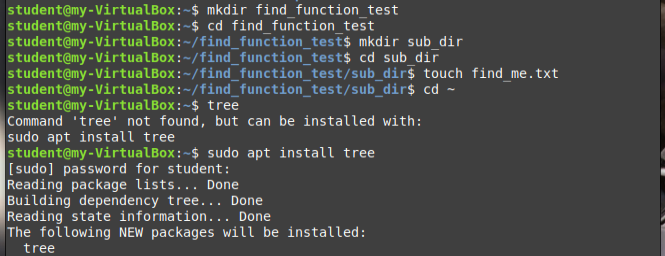 student@my-VirtualBox:~$ mkdir find_function_test
student@my-VirtualBox:~$ cd find_function_test
student@my-VirtualBox:~/find_function_test$ mkdir sub_dir
student@my-VirtualBox:~/find_function_test$ cd sub_dir
student@my-VirtualBox:~/find_function_test/sub_dir$ touch find_me.txt
student@my-VirtualBox:~/find_function_test/sub_dir$ cd ~
student@my-VirtualBox:~$ tree
Command 'tree' not found, but can be installed with:
sudo apt install tree
student@my-VirtualBox:~$ sudo apt install tree
[sudo] password for student:
Reading package lists... Done
Building dependency tree... Done
Reading state information... Done
The following NEW packages will be installed:
  tree